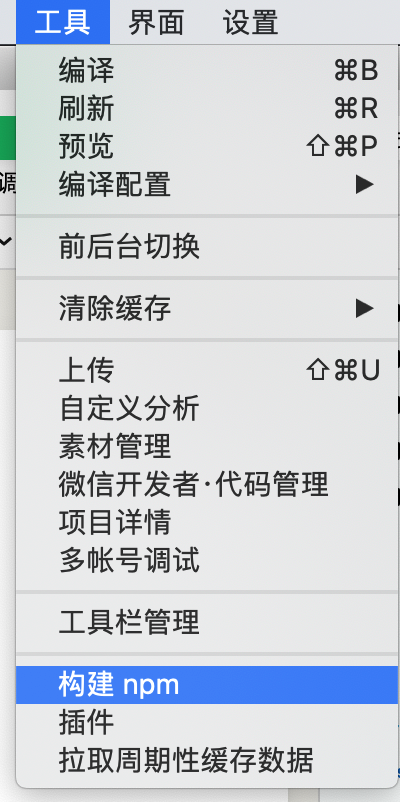 工具 界面 设置
编译 ⌘B
刷新 ⌘R
预览 ⇧⌘P
编译配置 ▶
前后台切换
清除缓存 ▶
上传 ⇧⌘U
自定义分析
素材管理
微信开发者·代码管理
项目详情
多帐号调试
工具栏管理
构建 npm
插件
拉取周期性缓存数据
调